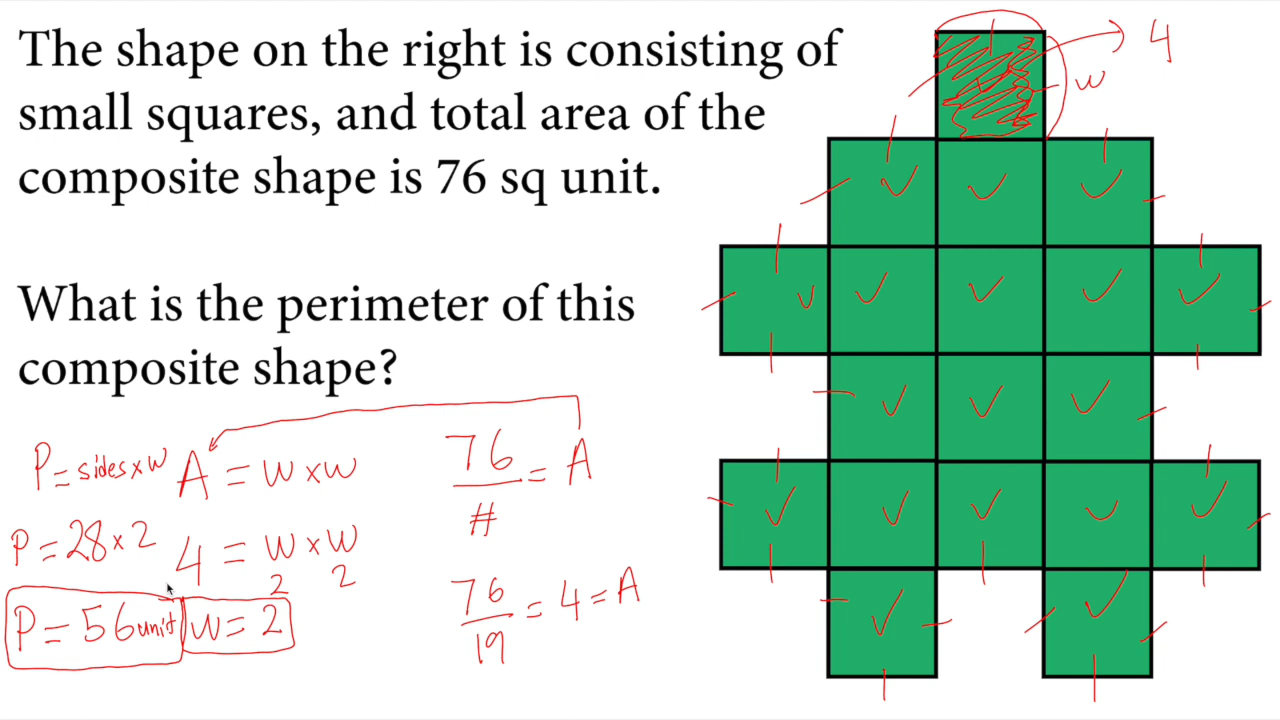 The shape on the right is consisting of
small squares, and total area of the
composite shape is 76 sq unit.
What is the perimeter of this
composite shape?
4
w
P = sides × w
A = w × w
76 / # = A
P = 28 × 2
4 = w × w
2 2
76 / 19 = 4 = A
P = 56 unit
w = 2